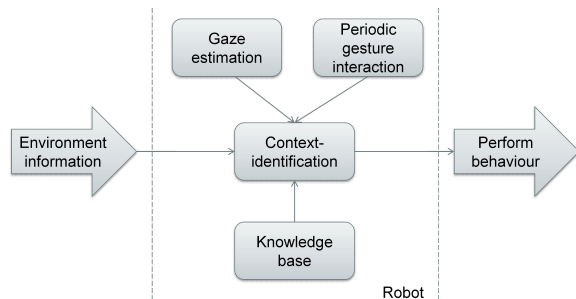 Gaze
estimation
Periodic
gesture
interaction
Environment
information
Context-
identification
Perform
behaviour
Knowledge
base
Robot